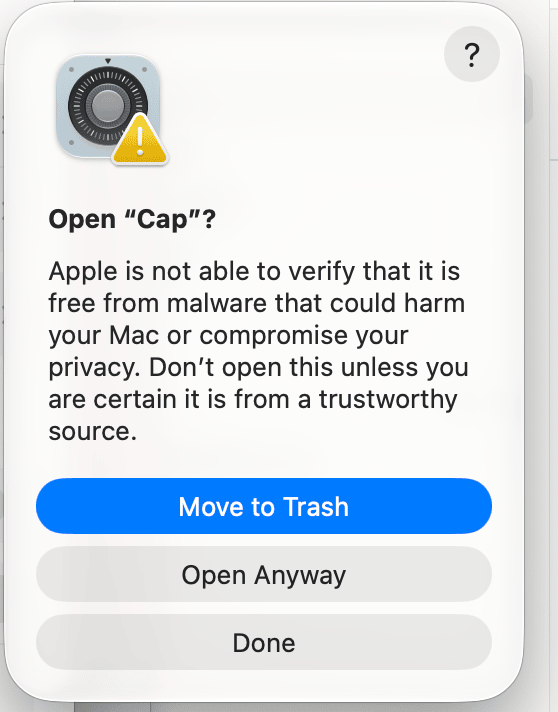 ?
Open “Cap”?
Apple is not able to verify that it is
free from malware that could harm
your Mac or compromise your
privacy. Don’t open this unless you
are certain it is from a trustworthy
source.
Move to Trash
Open Anyway
Done